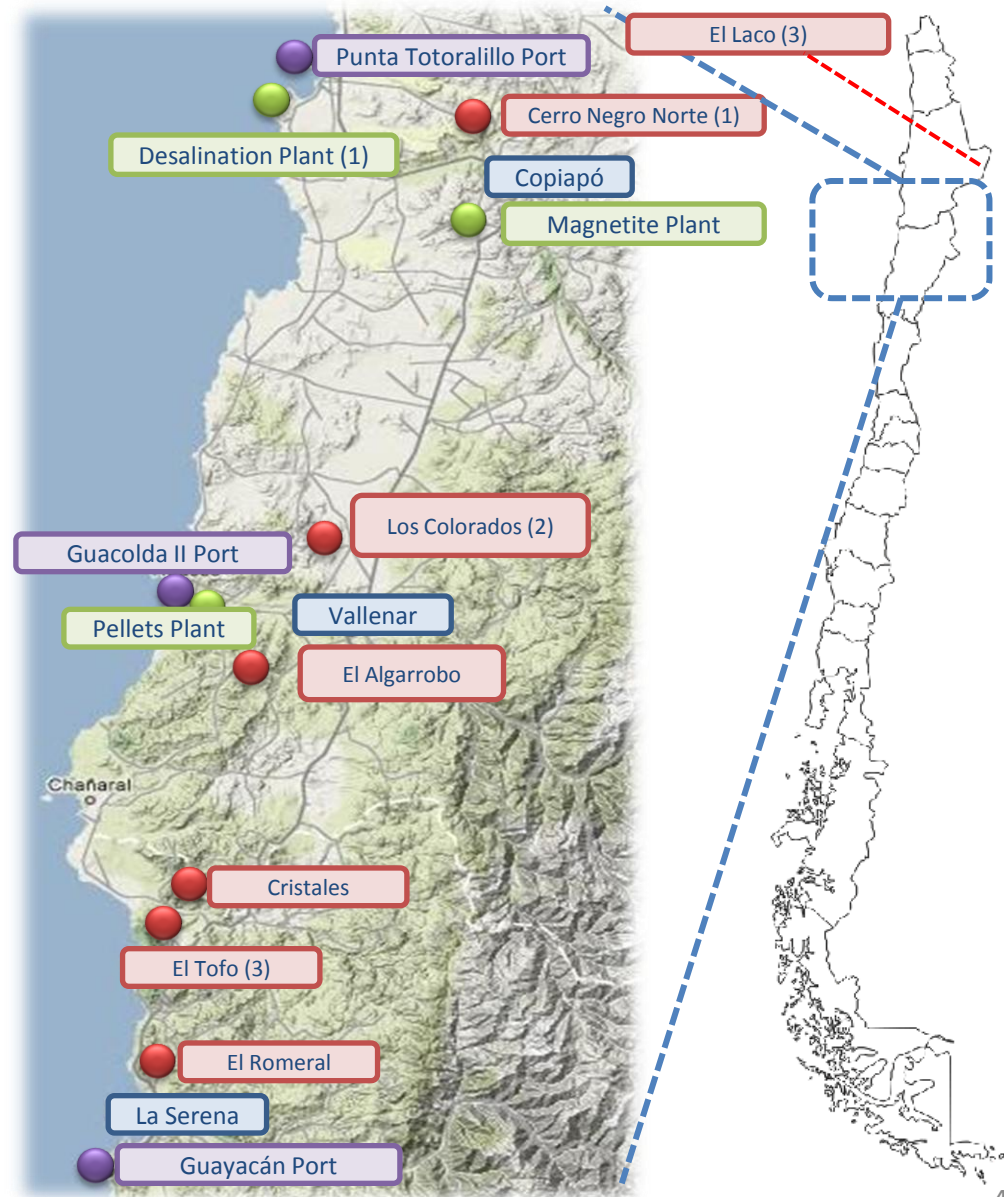 El Laco (3)
Punta Totoralillo Port
Cerro Negro Norte (1)
Desalination Plant (1)
Copiapó
Magnetite Plant
Los Colorados (2)
Guacolda II Port
Vallenar
Pellets Plant
El Algarrobo
Chañaral
Cristales
El Tofo (3)
El Romeral
La Serena
Guayacán Port